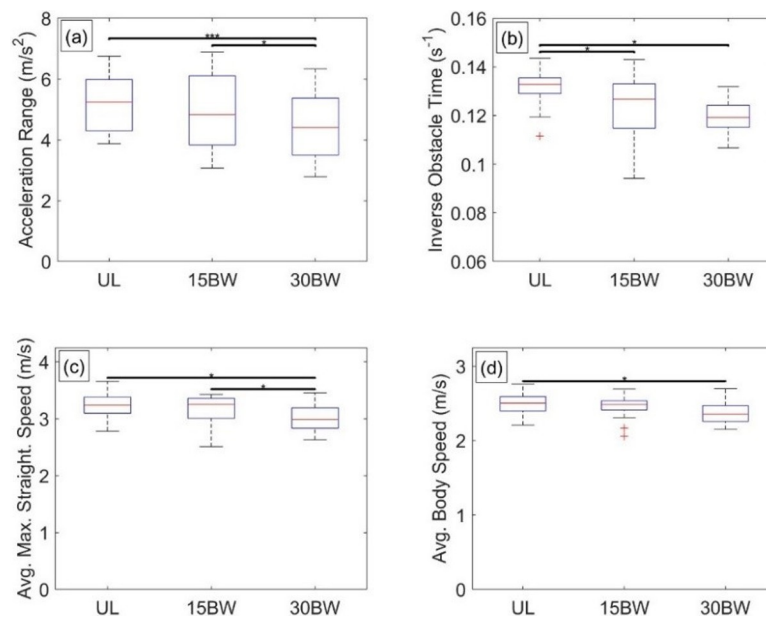 (a)
Acceleration Range (m/s²)
8
6
4
2
0
***
*
UL 15BW 30BW
(b)
Inverse Obstacle Time (s⁻¹)
0.16
0.14
0.12
0.1
0.08
0.06
*
*
UL 15BW 30BW
(c)
Avg. Max. Straight. Speed (m/s)
4
3
2
1
0
*
*
UL 15BW 30BW
(d)
Avg. Body Speed (m/s)
3
2
1
0
*
UL 15BW 30BW